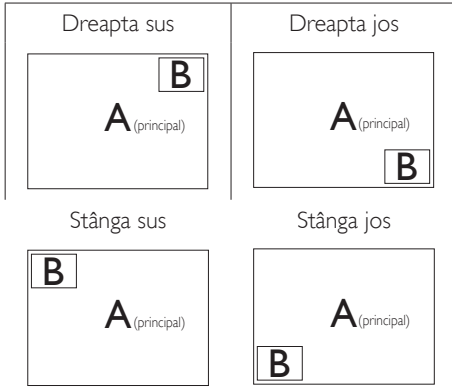 Dreapta sus
Dreapta jos
B
A (principal)
A (principal)
B
Stânga sus
Stânga jos
B
A (principal)
A (principal)
B